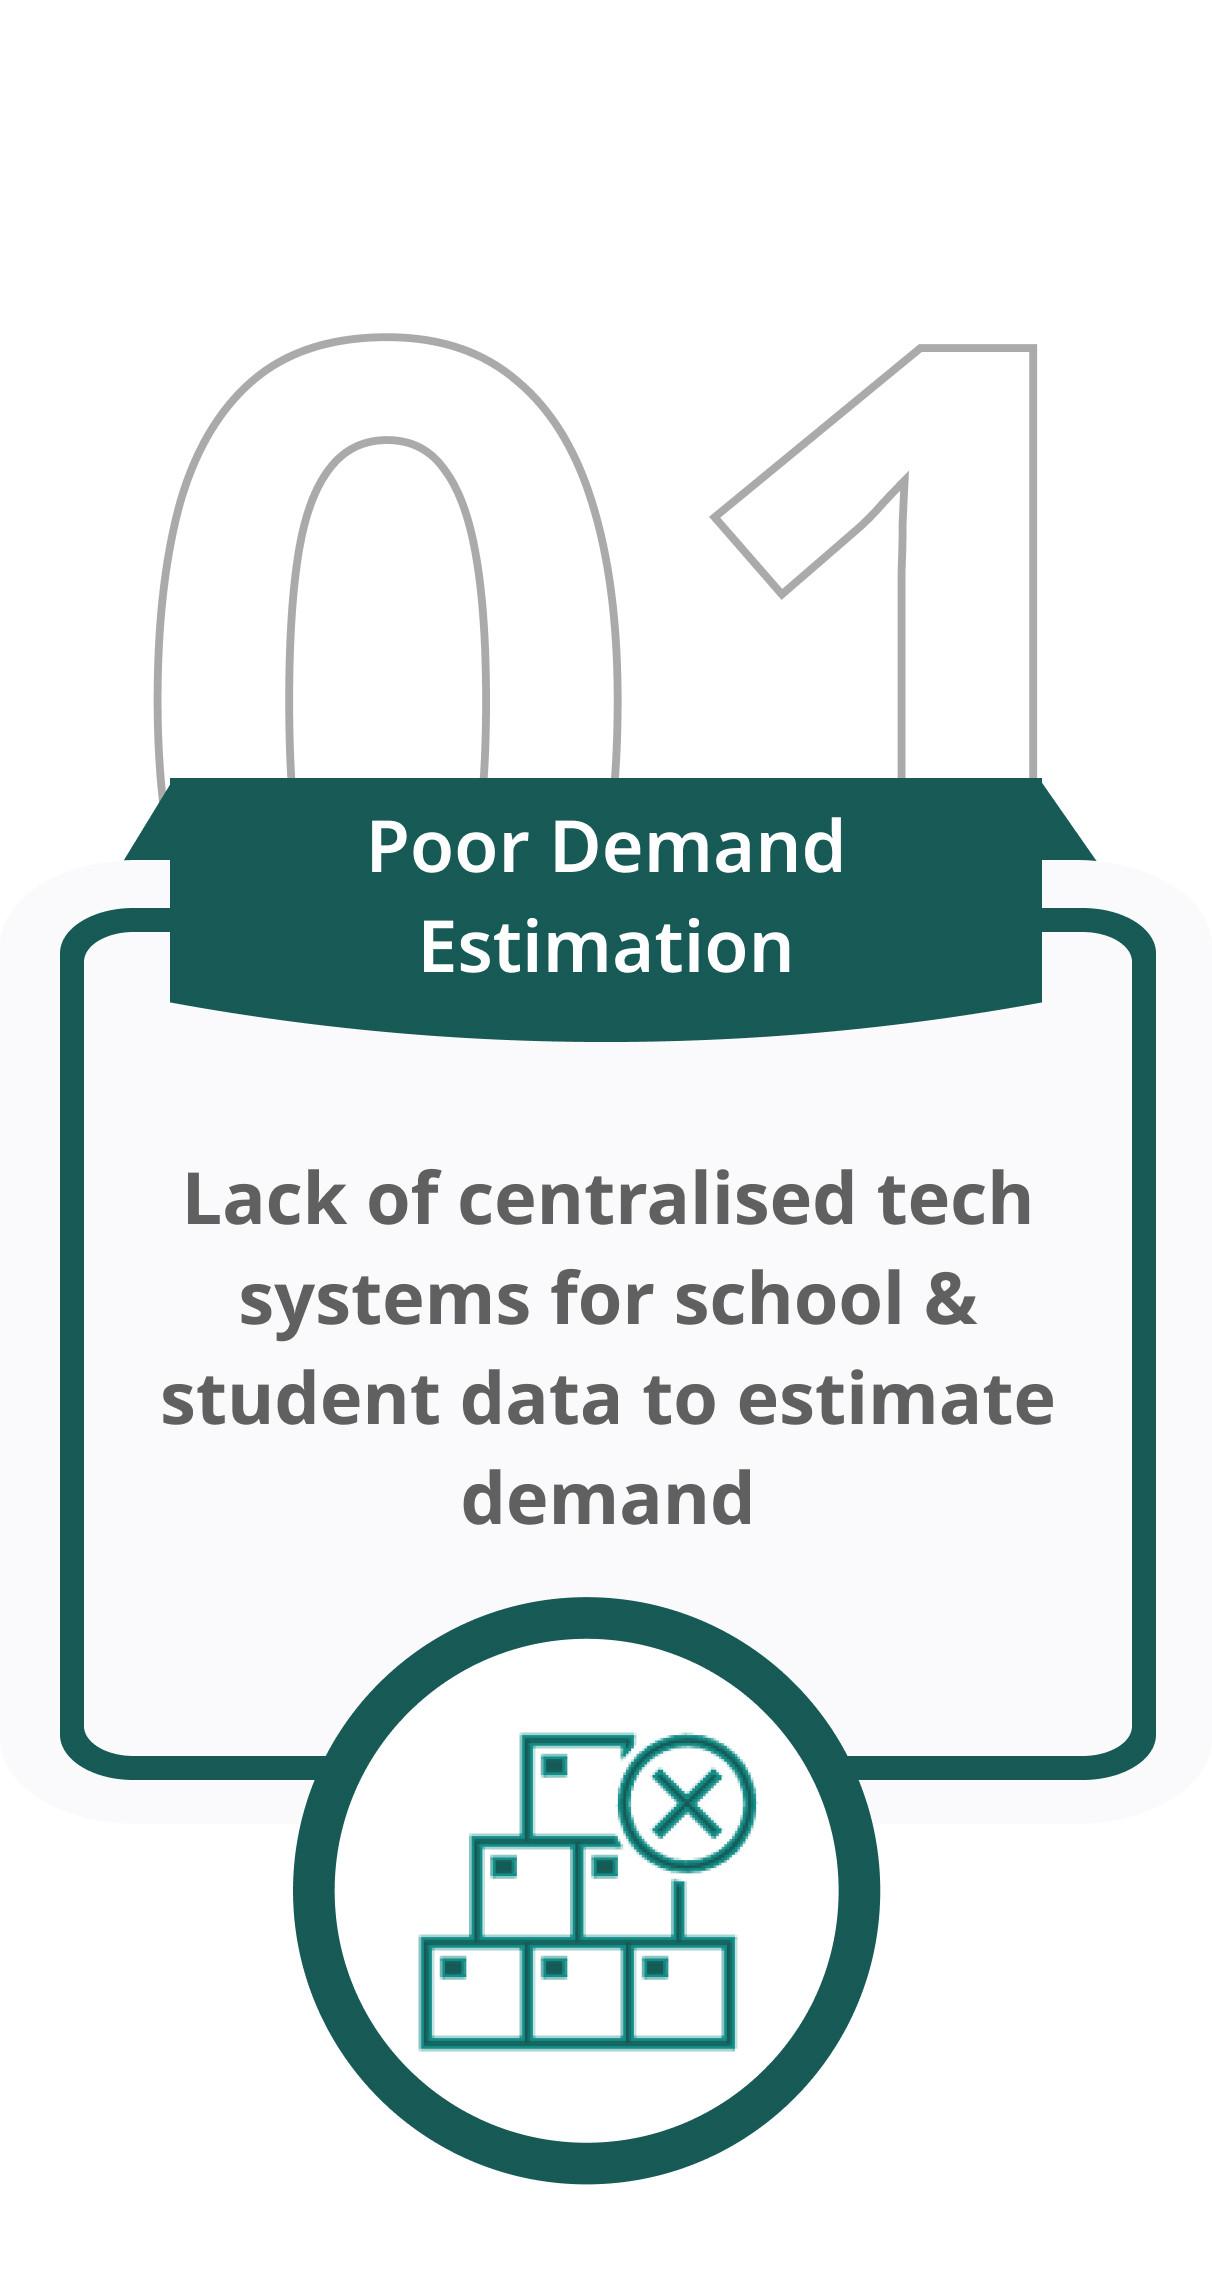 01
Poor Demand
Estimation
Lack of centralised tech
systems for school &
student data to estimate
demand